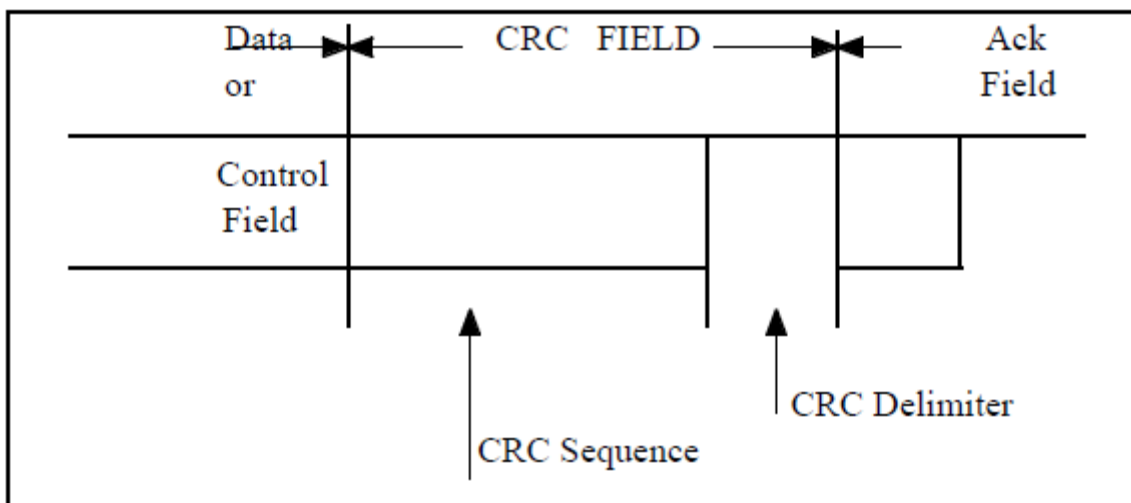 Data
or
Control
Field
CRC FIELD
Ack
Field
CRC Sequence
CRC Delimiter